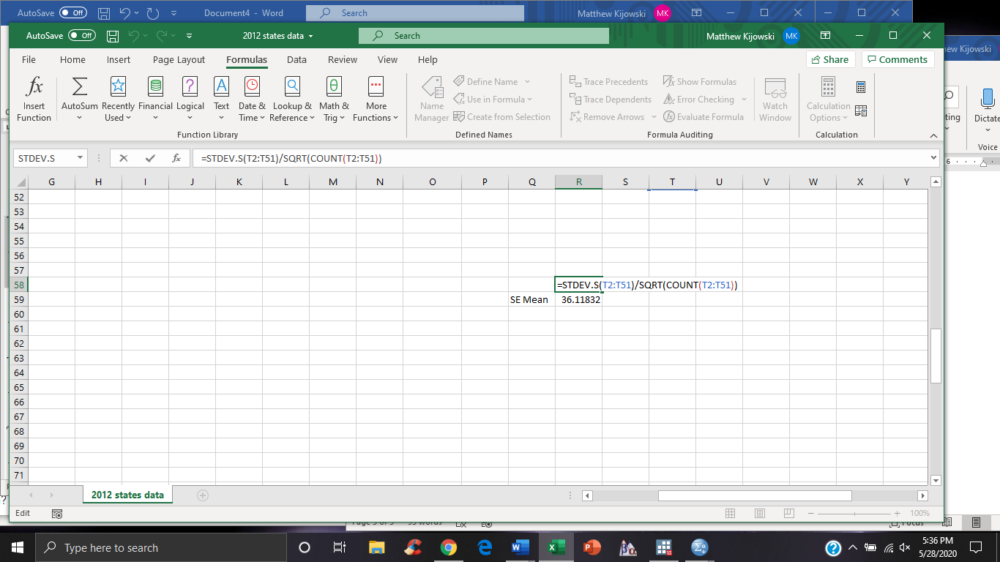 AutoSave Off Document4 - Word Search Matthew Kijowski MK
AutoSave Off 2012 states data Search Matthew Kijowski MK
ew Kijowski
File Home Insert Page Layout Formulas Data Review View Help Share Comments
Insert Function
AutoSum
Recently Used
Financial
Logical
Text
Date & Time
Lookup & Reference
Math & Trig
More Functions
Function Library
Name Manager
Define Name
Use in Formula
Create from Selection
Defined Names
Trace Precedents
Trace Dependents
Remove Arrows
Show Formulas
Error Checking
Evaluate Formula
Formula Auditing
Watch Window
Calculation Options
Calculation
ting
Dictate
Voice
6
STDEV.S fx =STDEV.S(T2:T51)/SQRT(COUNT(T2:T51))
G H I J K L M N O P Q R S T U V W X Y
52
53
54
55
56
57
58 =STDEV.S(T2:T51)/SQRT(COUNT(T2:T51))
59 SE Mean 36.11832
60
61
62
63
64
65
66
67
68
69
70
71
2012 states data
Edit 100%
Focus
Type here to search
5:36 PM
5/28/2020